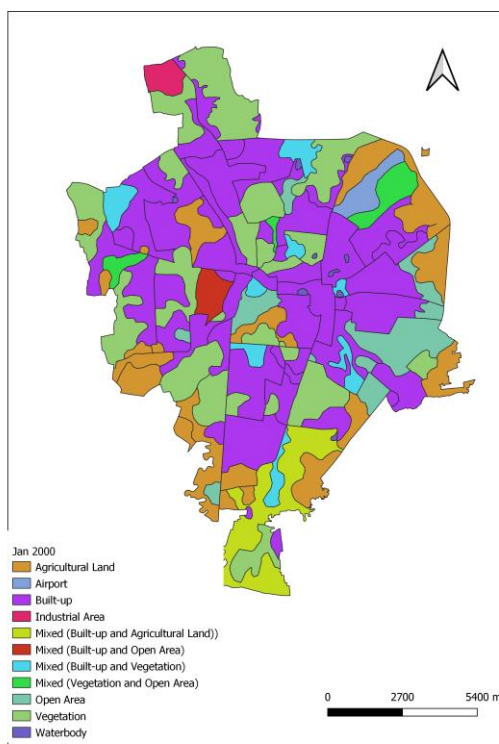 Jan 2000
Agricultural Land
Airport
Built-up
Industrial Area
Mixed (Built-up and Agricultural Land))
Mixed (Built-up and Open Area)
Mixed (Built-up and Vegetation)
Mixed (Vegetation and Open Area)
Open Area
Vegetation
Waterbody
0 2700 5400 m